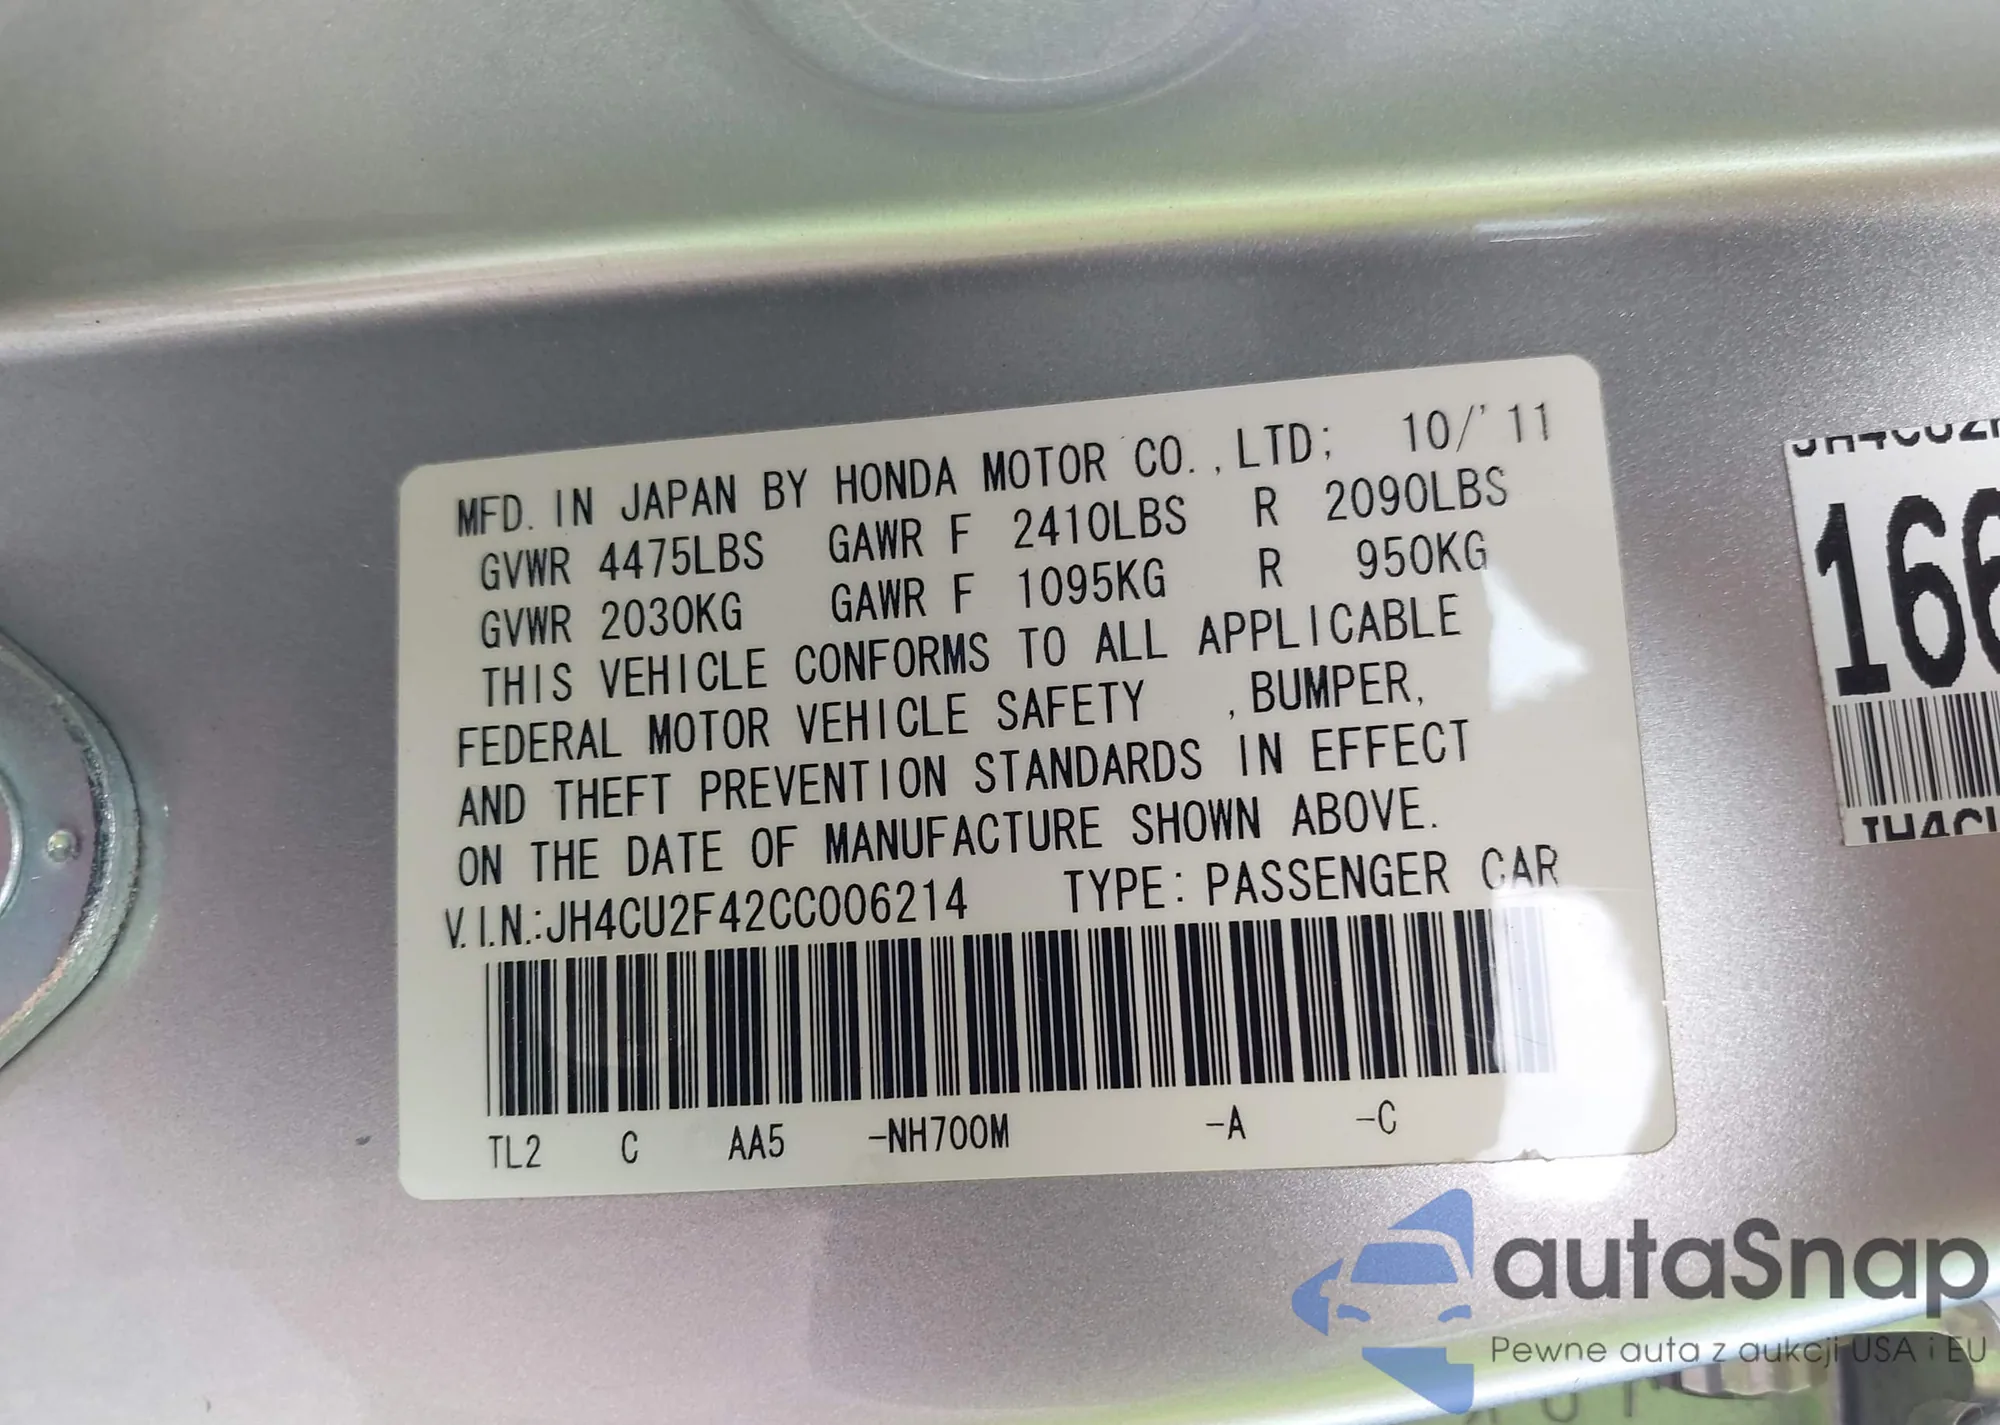 MFD. IN JAPAN BY HONDA MOTOR CO.,LTD; 10/'11
GVWR 4475LBS GAWR F 2410LBS R 2090LBS
GVWR 2030KG GAWR F 1095KG R 950KG
THIS VEHICLE CONFORMS TO ALL APPLICABLE
FEDERAL MOTOR VEHICLE SAFETY ,BUMPER,
AND THEFT PREVENTION STANDARDS IN EFFECT
ON THE DATE OF MANUFACTURE SHOWN ABOVE.
V.I.N.:JH4CU2F42CC006214 TYPE:PASSENGER CAR
TL2 C AA5 -NH700M -A -C
autaSnap
Pewne auta z aukcji USA i EU